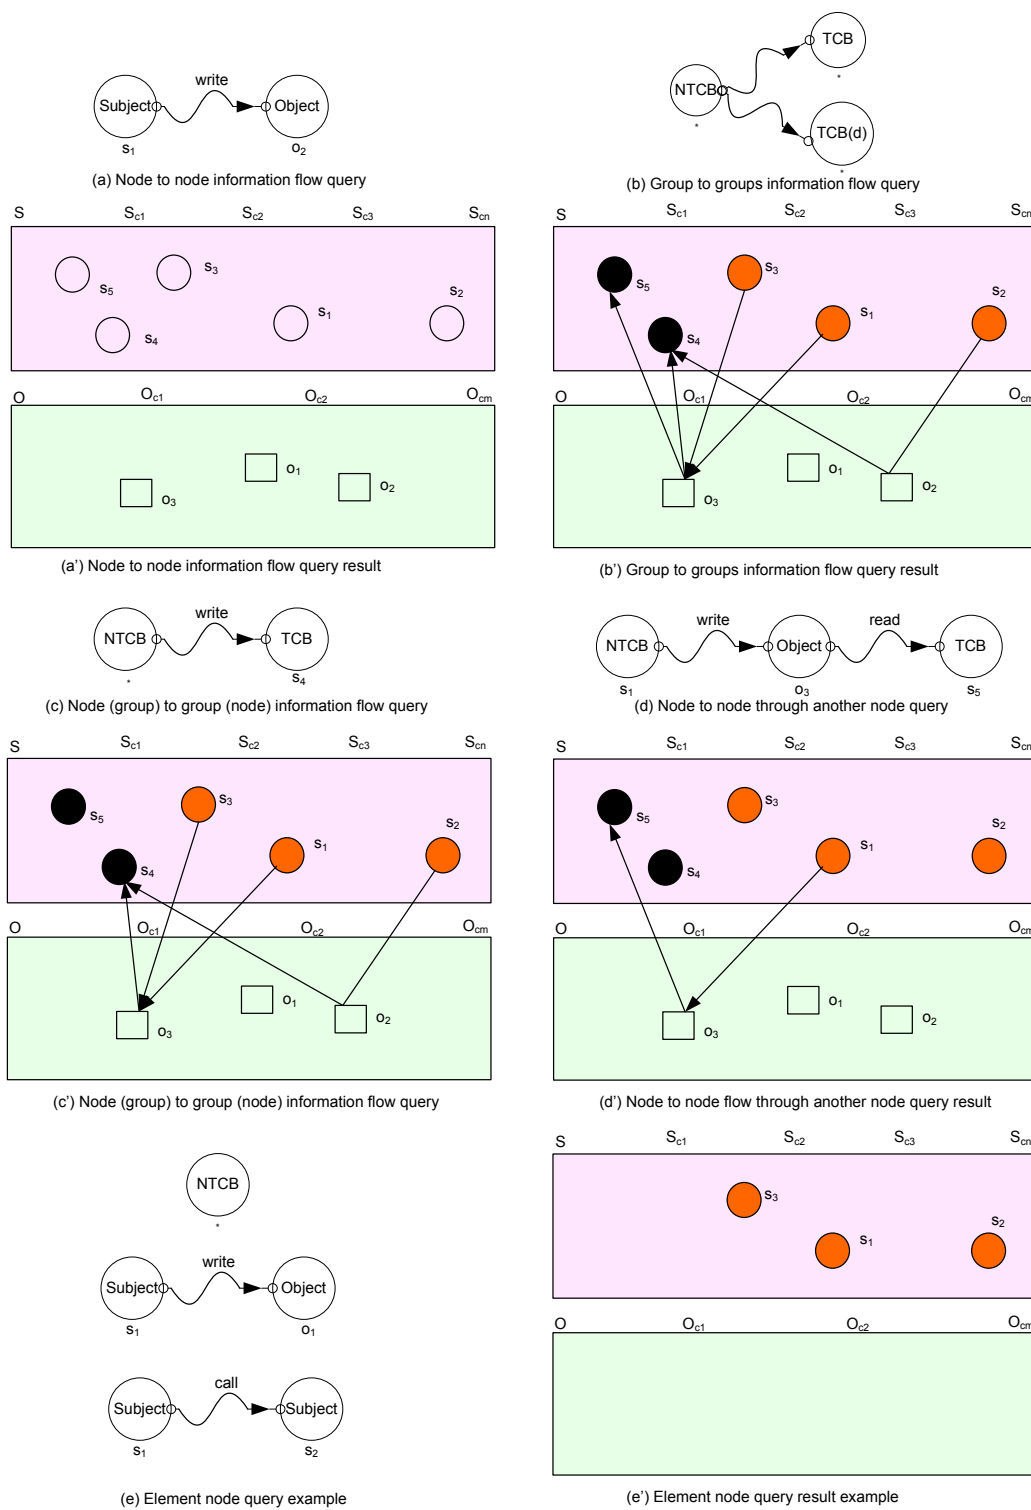 write
Subject
Object
s1
o2
(a) Node to node information flow query
TCB
*
NTCB
*
TCB(d)
*
(b) Group to groups information flow query
S Sc1 Sc2 Sc3 Scn
s3
s5
s1
s2
s4
O Oc1 Oc2 Ocm
o1
o3
o2
(a') Node to node information flow query result
S Sc1 Sc2 Sc3 Scn
s3
s5
s1
s2
s4
O Oc1 Oc2 Ocm
o1
o3
o2
(b') Group to groups information flow query result
write
NTCB
TCB
*
s4
(c) Node (group) to group (node) information flow query
write
read
NTCB
Object
TCB
s1
o3
s5
(d) Node to node through another node query
S Sc1 Sc2 Sc3 Scn
s3
s5
s1
s2
s4
O Oc1 Oc2 Ocm
o1
o3
o2
(c') Node (group) to group (node) information flow query
S Sc1 Sc2 Sc3 Scn
s3
s5
s1
s2
s4
O Oc1 Oc2 Ocm
o1
o3
o2
(d') Node to node flow through another node query result
NTCB
*
write
Subject
Object
s1
o1
call
Subject
Subject
s1
s2
(e) Element node query example
S Sc1 Sc2 Sc3 Scn
s3
s1
s2
O Oc1 Oc2 Ocm
(e') Element node query result example